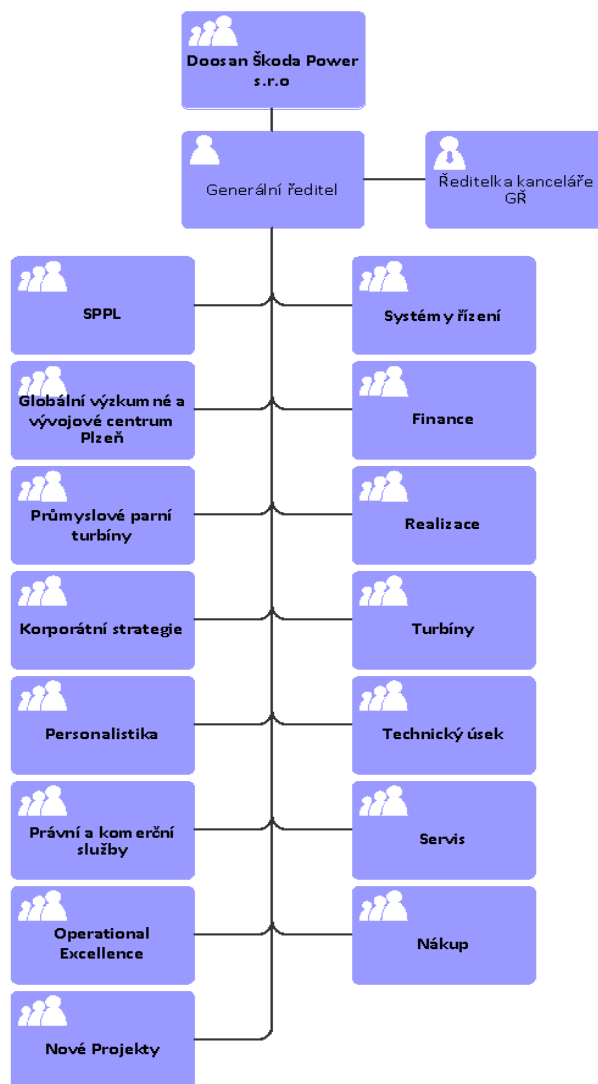 Doosan Škoda Power
s.r.o
Generální ředitel
Ředitelka kanceláře
GŘ
SPPL
Systémy řízení
Globální výzkumné a
vývojové centrum
Plzeň
Finance
Průmyslové parní
turbíny
Realizace
Korporátní strategie
Turbíny
Personalistika
Technický úsek
Právní a komerční
služby
Servis
Operational
Excellence
Nákup
Nové Projekty